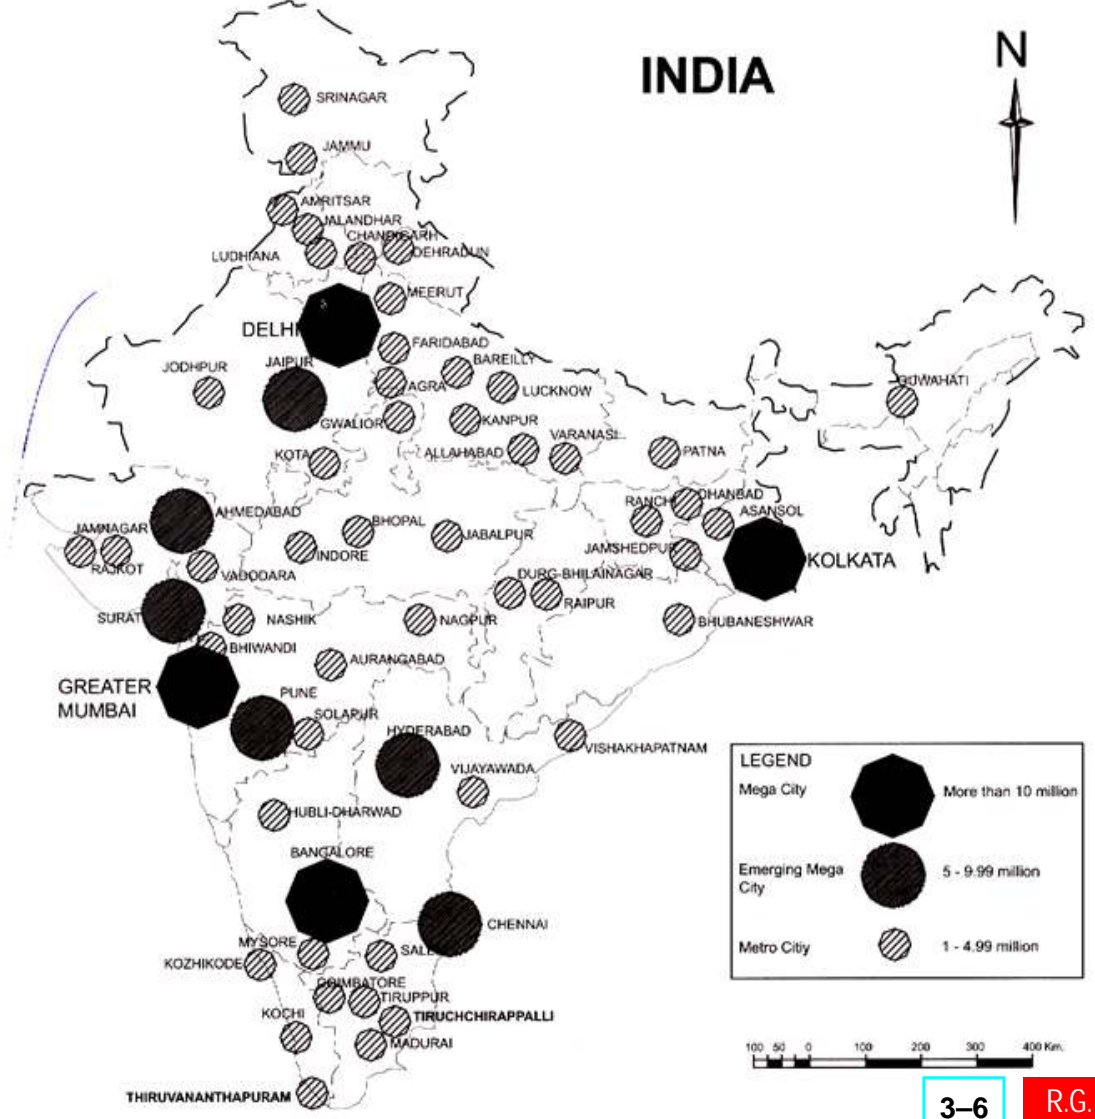 INDIA
N
SRINAGAR
JAMMU
AMRITSAR
JALANDHAR
CHANDIGARH
LUDHIANA
DEHRADUN
MEERUT
DELHI
FARIDABAD
JAIPUR
BAREILLY
JODHPUR
AGRA
LUCKNOW
GUWAHATI
GWALIOR
KANPUR
VARANASI
KOTA
ALLAHABAD
PATNA
DHANBAD
RANCHI
AHMEDABAD
ASANSOL
BHOPAL
JAMNAGAR
JABALPUR
INDORE
JAMSHEDPUR
KOLKATA
RAJKOT
VADODARA
DURG-BHILAINAGAR
RAIPUR
SURAT
NASHIK
NAGPUR
BHUBANESHWAR
BHIWANDI
AURANGABAD
GREATER
MUMBAI
PUNE
SOLAPUR
HYDERABAD
VISHAKHAPATNAM
VIJAYAWADA
HUBLI-DHARWAD
BANGALORE
CHENNAI
MYSORE
SALE
KOZHIKODE
COIMBATORE
TIRUPPUR
KOCHI
TIRUCHCHIRAPPALLI
MADURAI
THIRUVANANTHAPURAM
LEGEND
Mega City More than 10 million
Emerging Mega City 5 - 9.99 million
Metro Citiy 1 - 4.99 million
100 50 0 100 200 300 400 Km.
3–6
R.G.